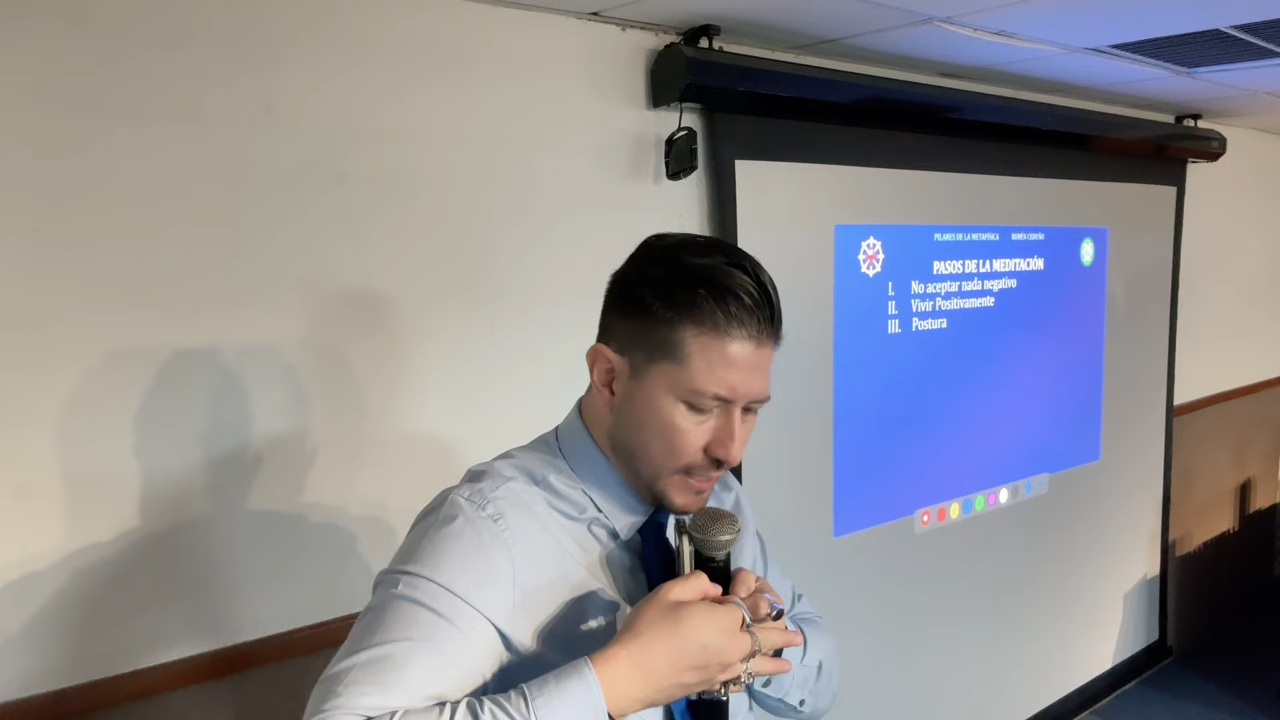 PILARES DE LA METAFÍSICA RUBÉN CEDEÑO
PASOS DE LA MEDITACIÓN
I. No aceptar nada negativo
II. Vivir Positivamente
III. Postura